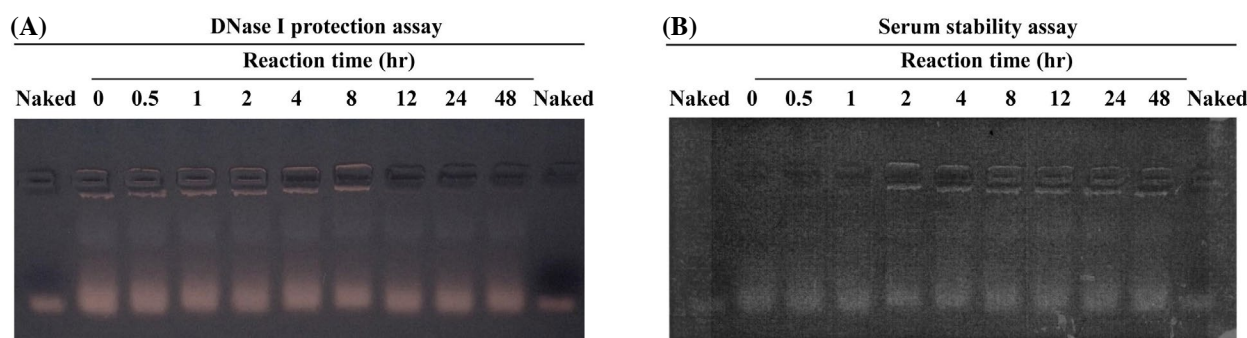 (A)
DNase I protection assay
Reaction time (hr)
Naked 0 0.5 1 2 4 8 12 24 48 Naked
(B)
Serum stability assay
Reaction time (hr)
Naked 0 0.5 1 2 4 8 12 24 48 Naked